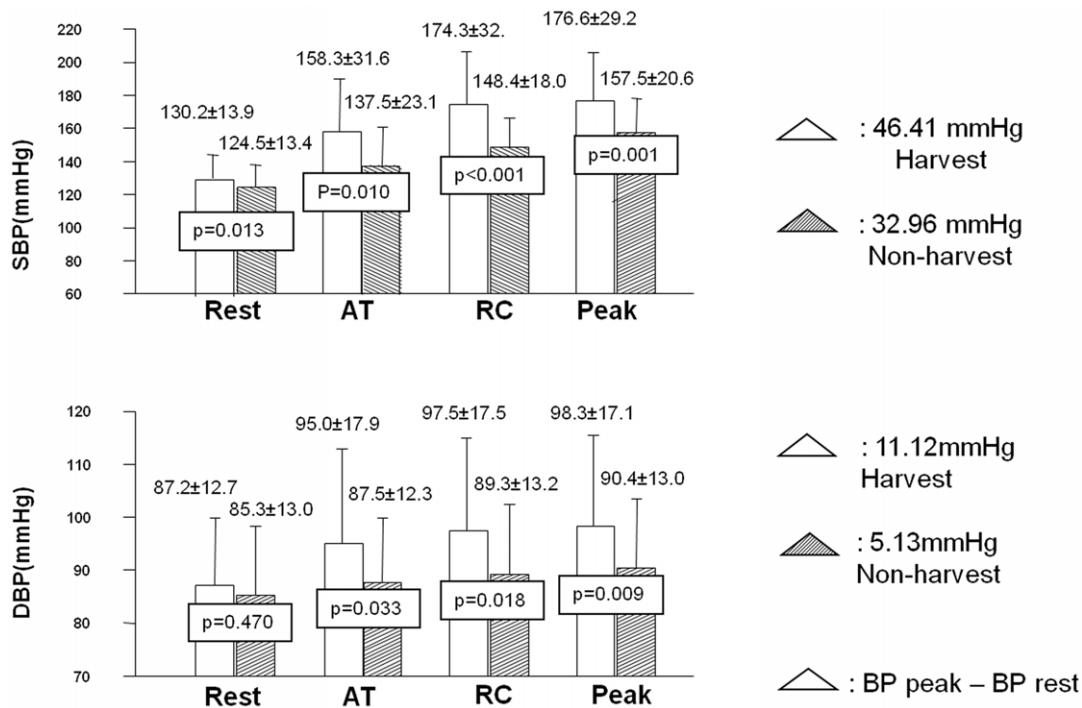 SBP(mmHg)
220
200
180
160
140
120
100
80
60
130.2±13.9
124.5±13.4
158.3±31.6
137.5±23.1
174.3±32.
148.4±18.0
176.6±29.2
157.5±20.6
p=0.013
P=0.010
p<0.001
p=0.001
Rest AT RC Peak
: 46.41 mmHg
Harvest
: 32.96 mmHg
Non-harvest
DBP(mmHg)
120
110
100
90
80
70
87.2±12.7
85.3±13.0
95.0±17.9
87.5±12.3
97.5±17.5
89.3±13.2
98.3±17.1
90.4±13.0
p=0.470
p=0.033
p=0.018
p=0.009
Rest AT RC Peak
: 11.12mmHg
Harvest
: 5.13mmHg
Non-harvest
: BP peak – BP rest